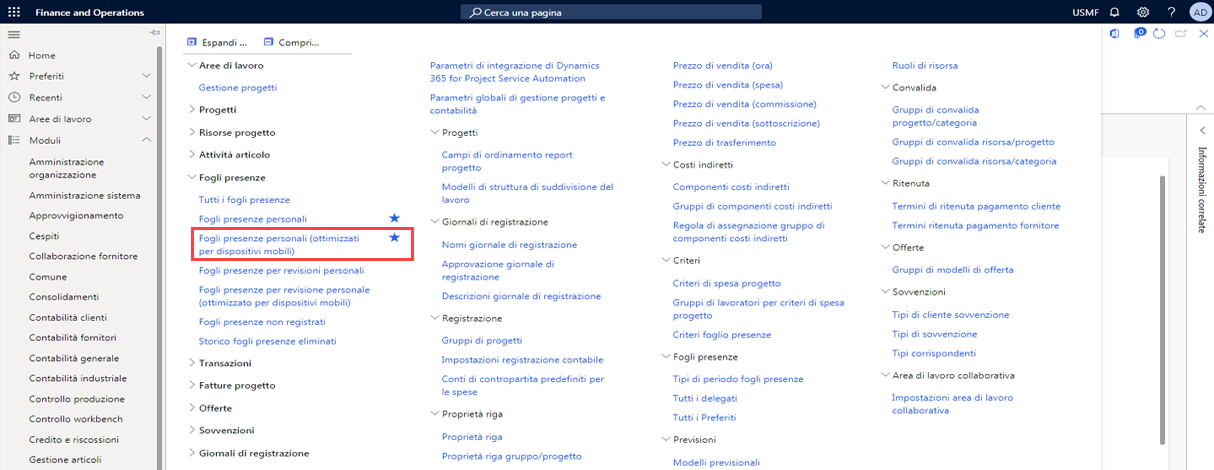 Finance and Operations
Cerca una pagina
USMF
AD
Home
Preferiti
Recenti
Aree di lavoro
Moduli
Amministrazione
organizzazione
Amministrazione sistema
Approvvigionamento
Cespiti
Collaborazione fornitore
Comune
Consolidamenti
Contabilità clienti
Contabilità fornitori
Contabilità generale
Contabilità industriale
Controllo produzione
Controllo workbench
Credito e riscossioni
Gestione articoli
Espandi ...
Compri...
Aree di lavoro
Gestione progetti
Progetti
Risorse progetto
Attività articolo
Fogli presenze
Tutti i fogli presenze
Fogli presenze personali
Fogli presenze personali (ottimizzati
per dispositivi mobili)
Fogli presenze per revisioni personali
Fogli presenze per revisione personale
(ottimizzato per dispositivi mobili)
Fogli presenze non registrati
Storico fogli presenze eliminati
Transazioni
Fatture progetto
Offerte
Sovvenzioni
Giornali di registrazione
Parametri di integrazione di Dynamics
365 for Project Service Automation
Parametri globali di gestione progetti e
contabilità
Progetti
Campi di ordinamento report
progetto
Modelli di struttura di suddivisione del
lavoro
Giornali di registrazione
Nomi giornale di registrazione
Approvazione giornale di
registrazione
Descrizioni giornale di registrazione
Registrazione
Gruppi di progetti
Impostazioni registrazione contabile
Conti di contropartita predefiniti per
le spese
Proprietà riga
Proprietà riga
Proprietà riga gruppo/progetto
Prezzo di vendita (ora)
Prezzo di vendita (spesa)
Prezzo di vendita (commissione)
Prezzo di vendita (sottoscrizione)
Prezzo di trasferimento
Costi indiretti
Componenti costi indiretti
Gruppi di componenti costi indiretti
Regola di assegnazione gruppo di
componenti costi indiretti
Criteri
Criteri di spesa progetto
Gruppi di lavoratori per criteri di spesa
progetto
Criteri foglio presenze
Fogli presenze
Tipi di periodo fogli presenze
Tutti i delegati
Tutti i Preferiti
Previsioni
Modelli previsionali
Ruoli di risorsa
Convalida
Gruppi di convalida
progetto/categoria
Gruppi di convalida risorsa/progetto
Gruppi di convalida risorsa/categoria
Ritenuta
Termini di ritenuta pagamento cliente
Termini ritenuta pagamento fornitore
Offerte
Gruppi di modelli di offerta
Sovvenzioni
Tipi di cliente sovvenzione
Tipi di sovvenzione
Tipi corrispondenti
Area di lavoro collaborativa
Impostazioni area di lavoro
collaborativa
0
Informazioni correlate